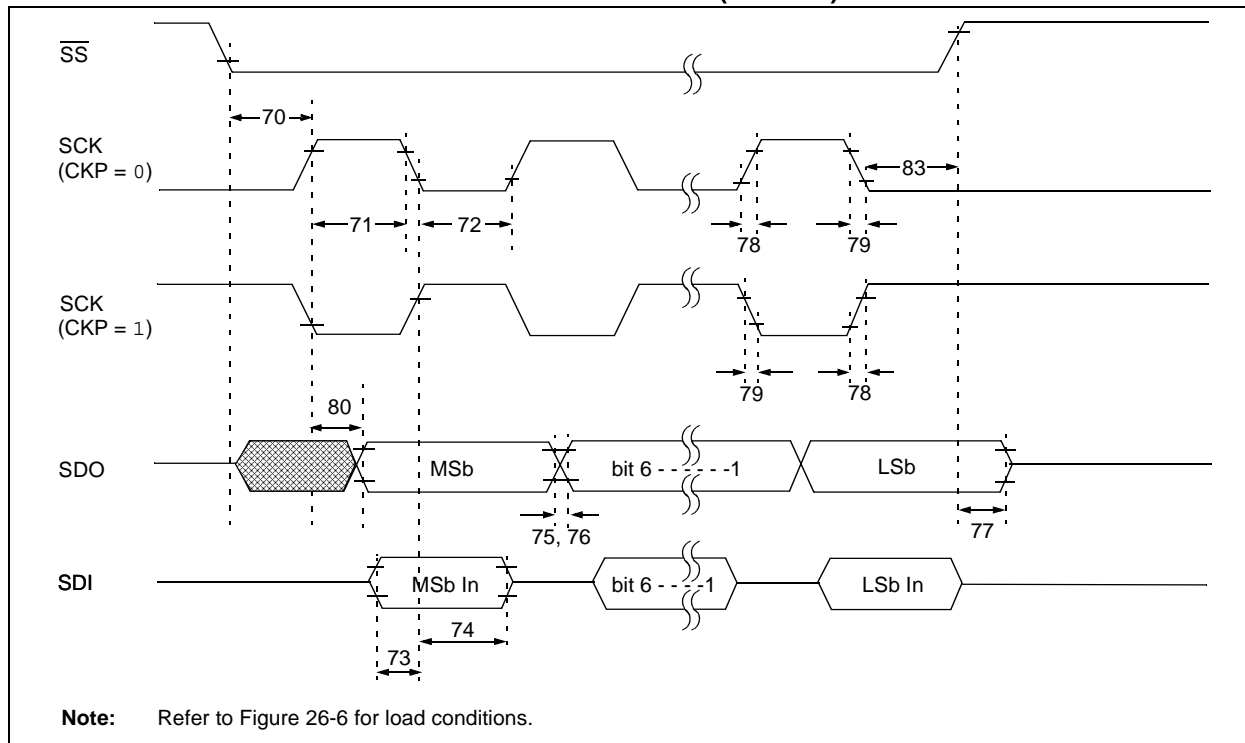 SS
70
SCK
(CKP = 0)
83
71
72
78
79
SCK
(CKP = 1)
79
78
80
SDO
MSb
bit 6 - - - - - -1
LSb
75, 76
77
SDI
MSb In
bit 6 - - - -1
LSb In
74
73
Note: Refer to Figure 26-6 for load conditions.